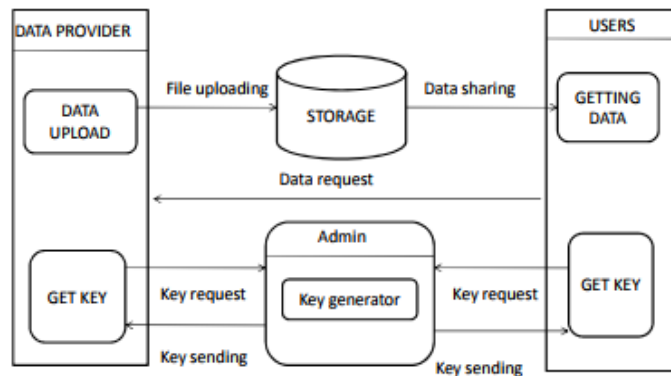 DATA PROVIDER
USERS
DATA
UPLOAD
File uploading
STORAGE
Data sharing
GETTING
DATA
Data request
Admin
GET KEY
Key request
Key generator
Key request
GET KEY
Key sending
Key sending